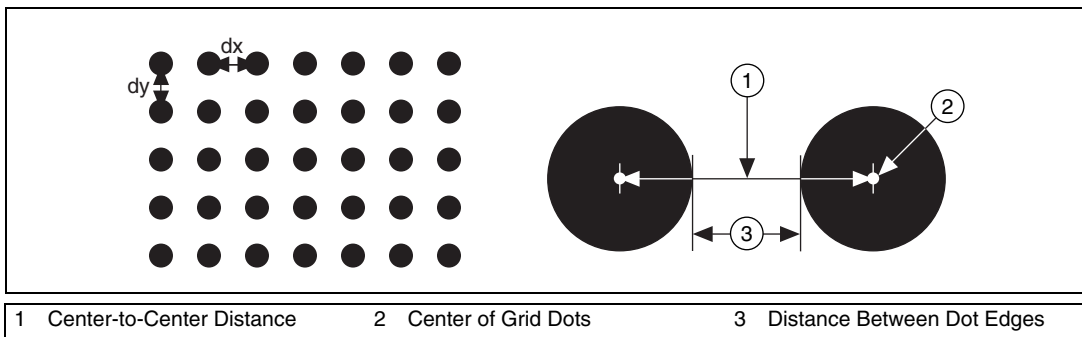 dx
dy
1
2
3
1 Center-to-Center Distance 2 Center of Grid Dots 3 Distance Between Dot Edges